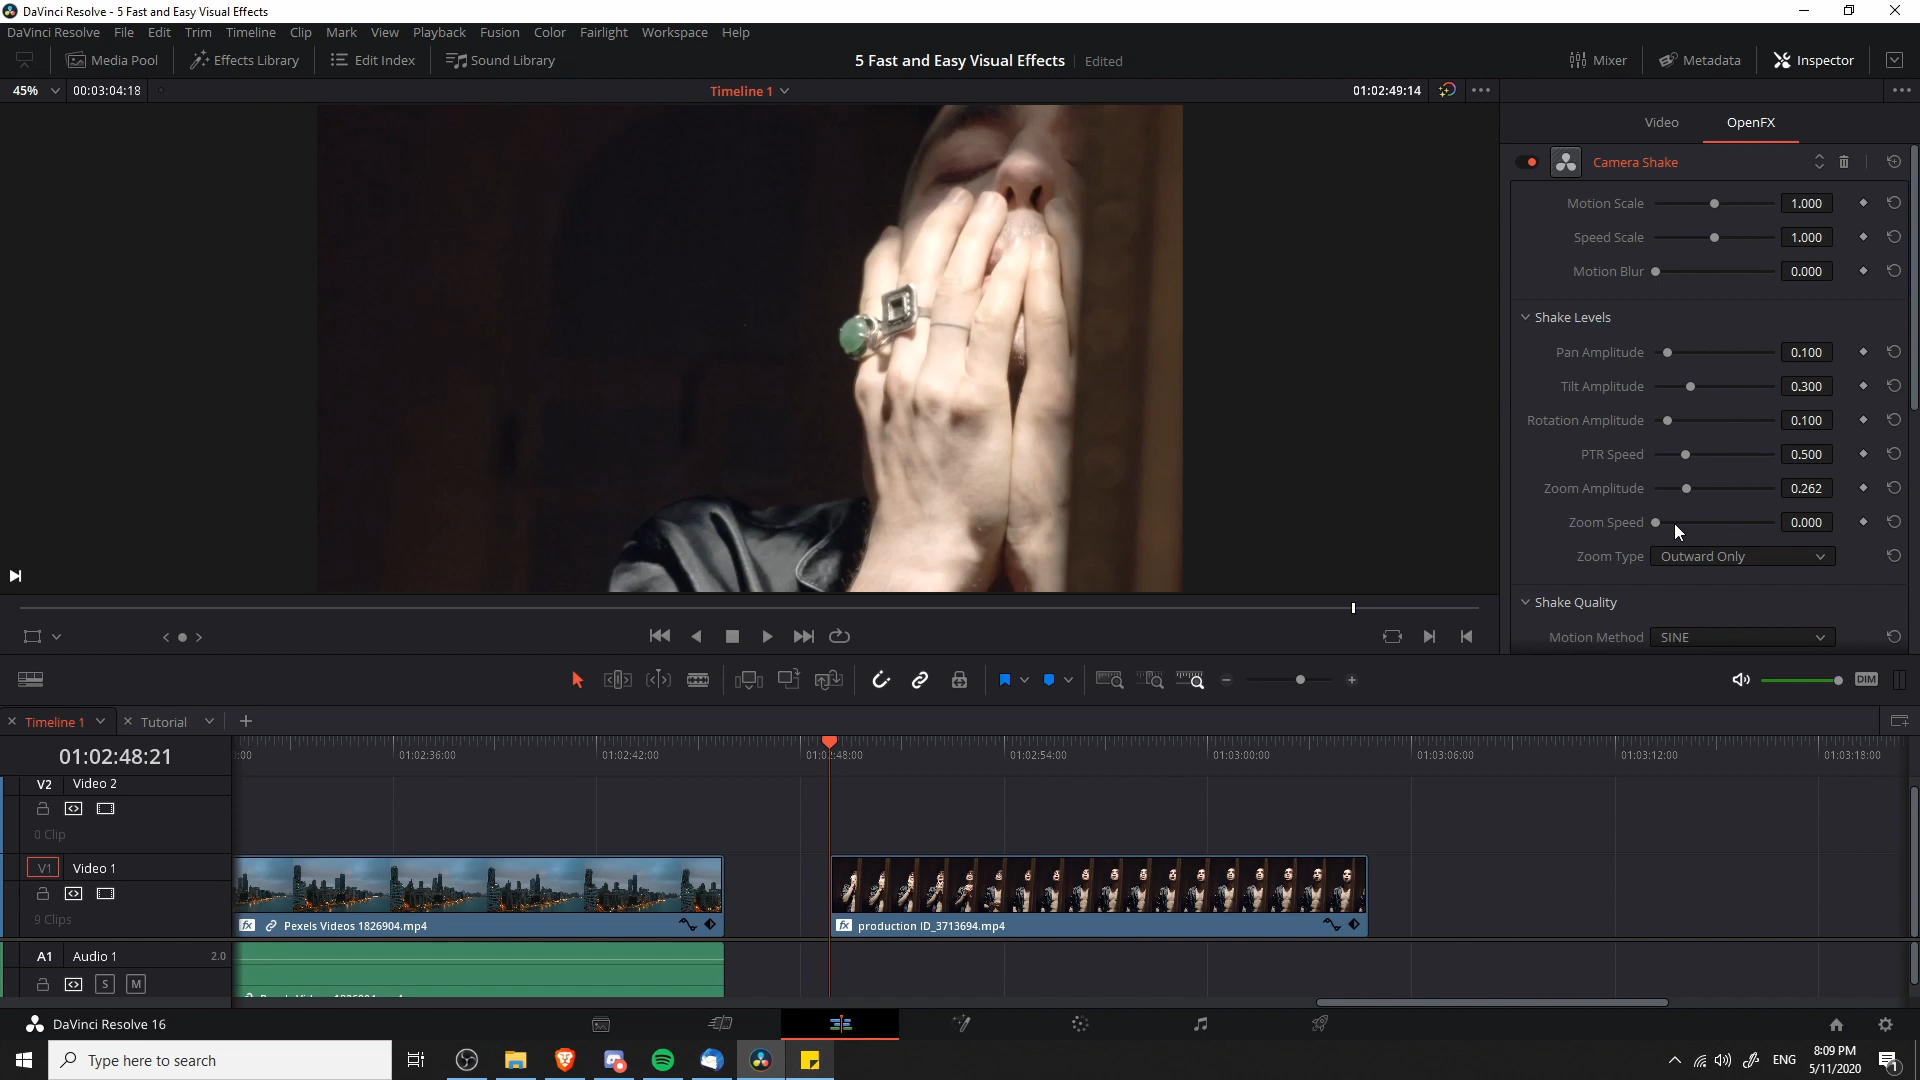 DaVinci Resolve - 5 Fast and Easy Visual Effects
DaVinci Resolve File Edit Trim Timeline Clip Mark View Playback Fusion Color Fairlight Workspace Help
Media Pool Effects Library Edit Index Sound Library 5 Fast and Easy Visual Effects Edited Mixer Metadata Inspector
45% 00:03:04:18 Timeline 1 01:02:49:14
Video OpenFX
Camera Shake
Motion Scale 1.000
Speed Scale 1.000
Motion Blur 0.000
Shake Levels
Pan Amplitude 0.100
Tilt Amplitude 0.300
Rotation Amplitude 0.100
PTR Speed 0.500
Zoom Amplitude 0.262
Zoom Speed 0.000
Zoom Type Outward Only
Shake Quality
Motion Method SINE
DIM
Timeline 1 Tutorial
01:02:48:21 :00 01:02:36:00 01:02:42:00 01:02:48:00 01:02:54:00 01:03:00:00 01:03:06:00 01:03:12:00 01:03:18:00
V2 Video 2
0 Clip
V1 Video 1
9 Clips
fx Pexels Videos 1826904.mp4 fx production ID_3713694.mp4
A1 Audio 1 2.0
S M
DaVinci Resolve 16
Type here to search
ENG
8:09 PM
5/11/2020
1